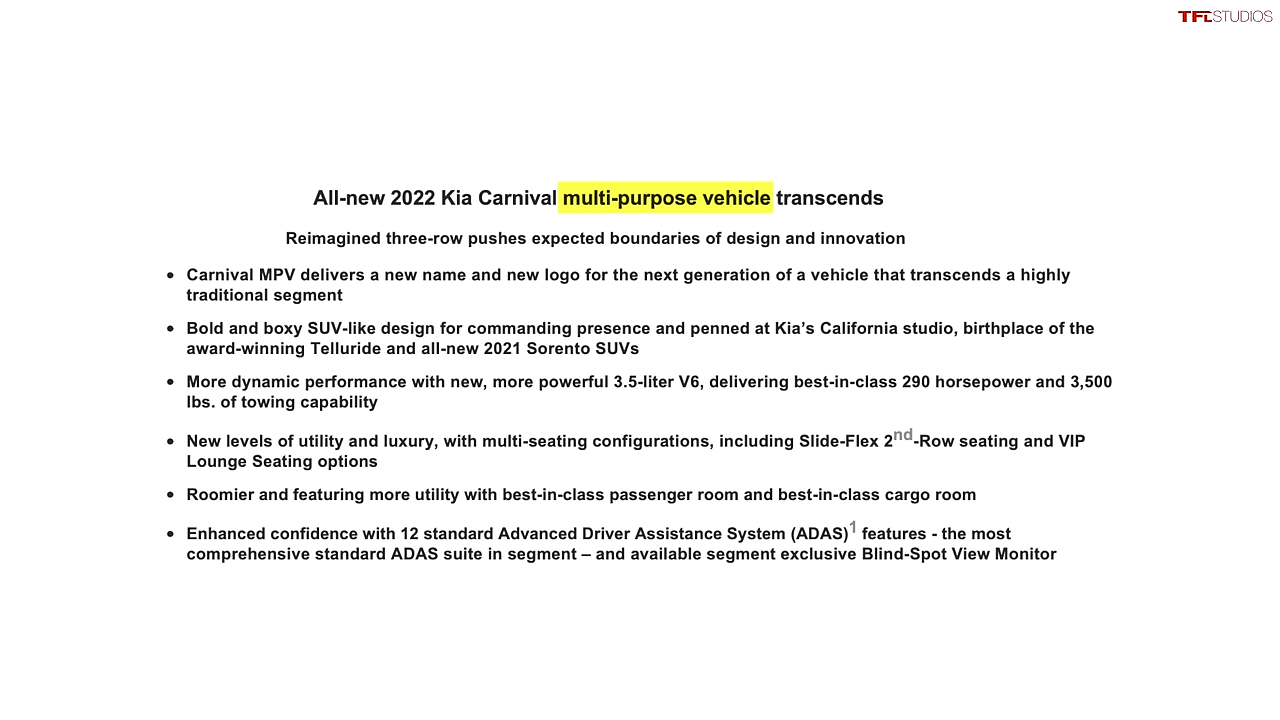 TFLSTUDIOS
All-new 2022 Kia Carnival multi-purpose vehicle transcends
Reimagined three-row pushes expected boundaries of design and innovation
• Carnival MPV delivers a new name and new logo for the next generation of a vehicle that transcends a highly
traditional segment
• Bold and boxy SUV-like design for commanding presence and penned at Kia’s California studio, birthplace of the
award-winning Telluride and all-new 2021 Sorento SUVs
• More dynamic performance with new, more powerful 3.5-liter V6, delivering best-in-class 290 horsepower and 3,500
lbs. of towing capability
• New levels of utility and luxury, with multi-seating configurations, including Slide-Flex 2nd-Row seating and VIP
Lounge Seating options
• Roomier and featuring more utility with best-in-class passenger room and best-in-class cargo room
• Enhanced confidence with 12 standard Advanced Driver Assistance System (ADAS)1 features - the most
comprehensive standard ADAS suite in segment – and available segment exclusive Blind-Spot View Monitor